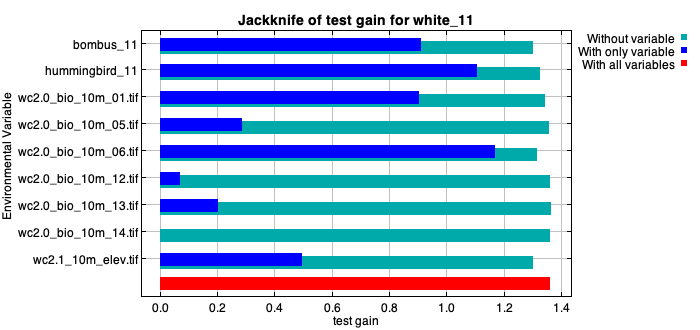 Jackknife of test gain for white_11
Without variable
With only variable
With all variables
Environmental Variable
bombus_11
hummingbird_11
wc2.0_bio_10m_01.tif
wc2.0_bio_10m_05.tif
wc2.0_bio_10m_06.tif
wc2.0_bio_10m_12.tif
wc2.0_bio_10m_13.tif
wc2.0_bio_10m_14.tif
wc2.1_10m_elev.tif
0.0 0.2 0.4 0.6 0.8 1.0 1.2 1.4
test gain